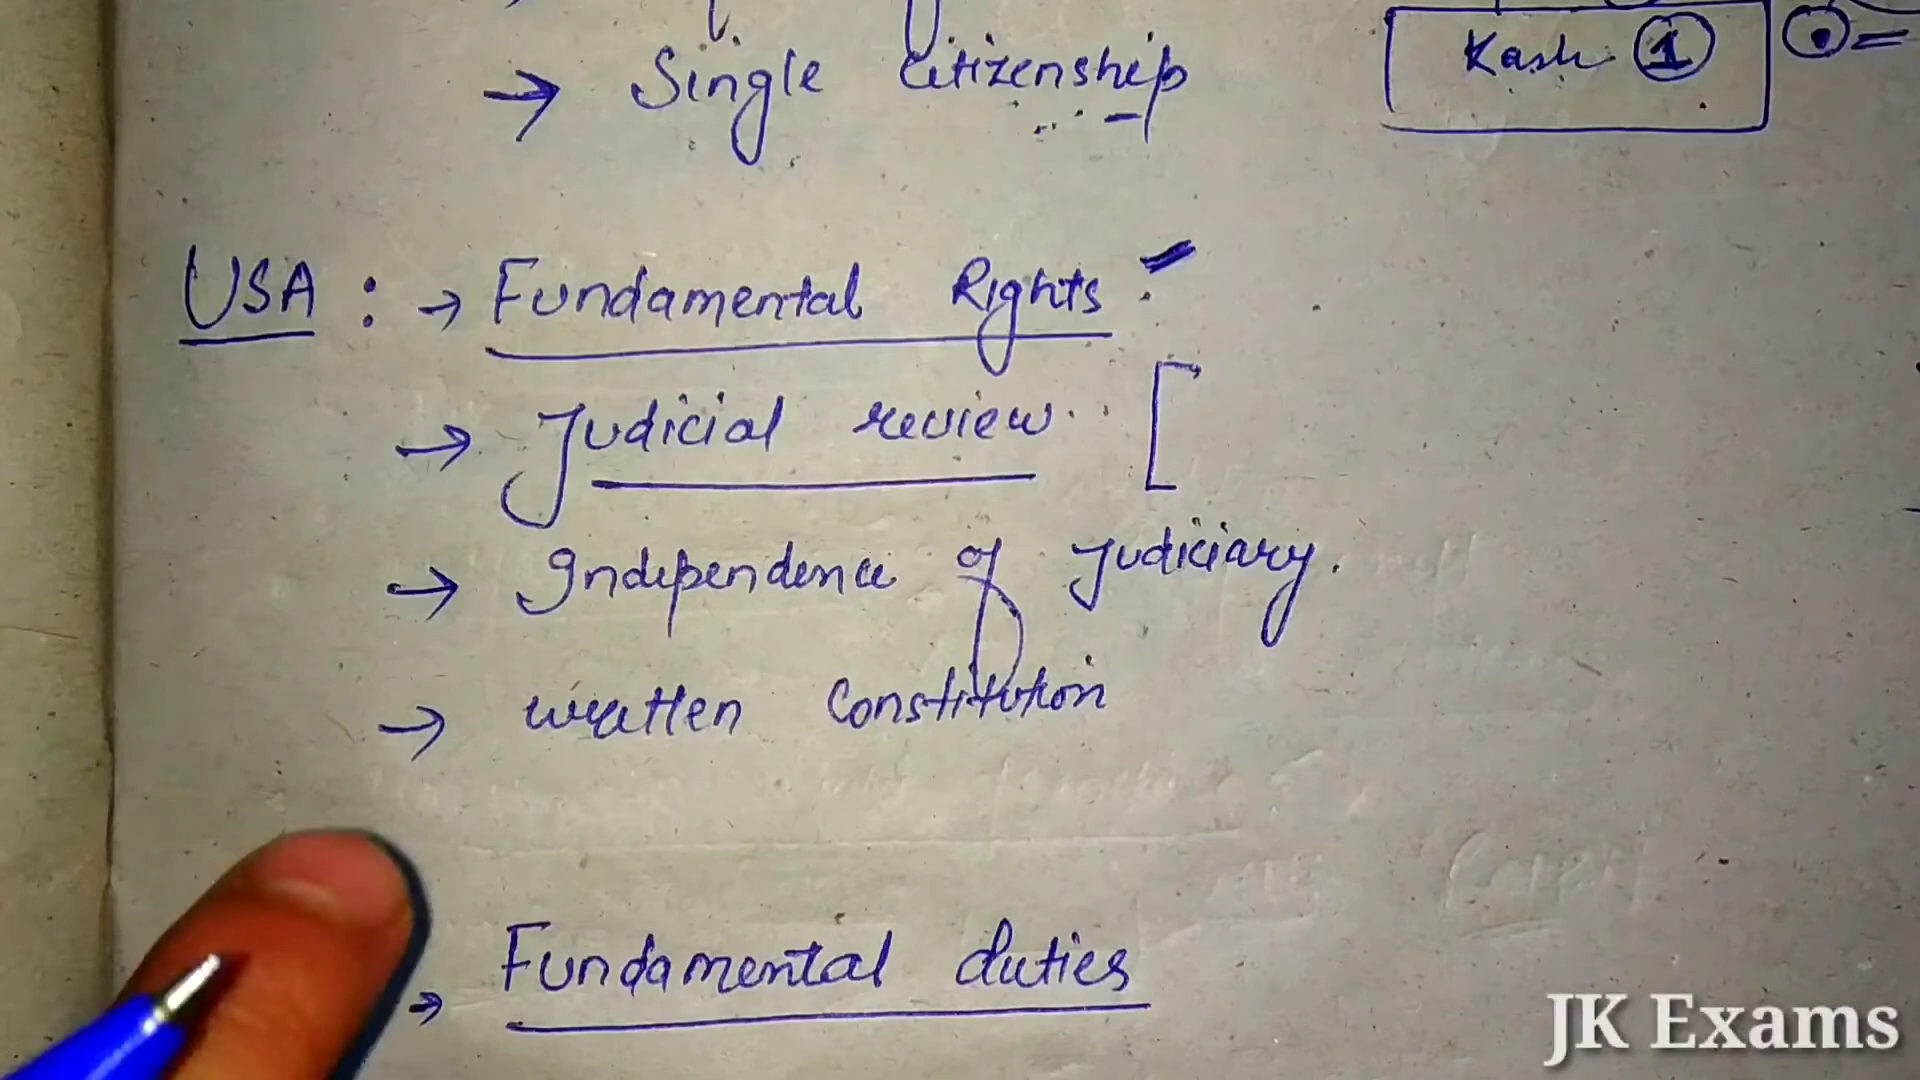 → Single citizenship
Kash ①
USA : → Fundamental Rights
→ Judicial review
→ Independence of Judiciary.
→ written Constitution
→ Fundamental duties
JK Exams